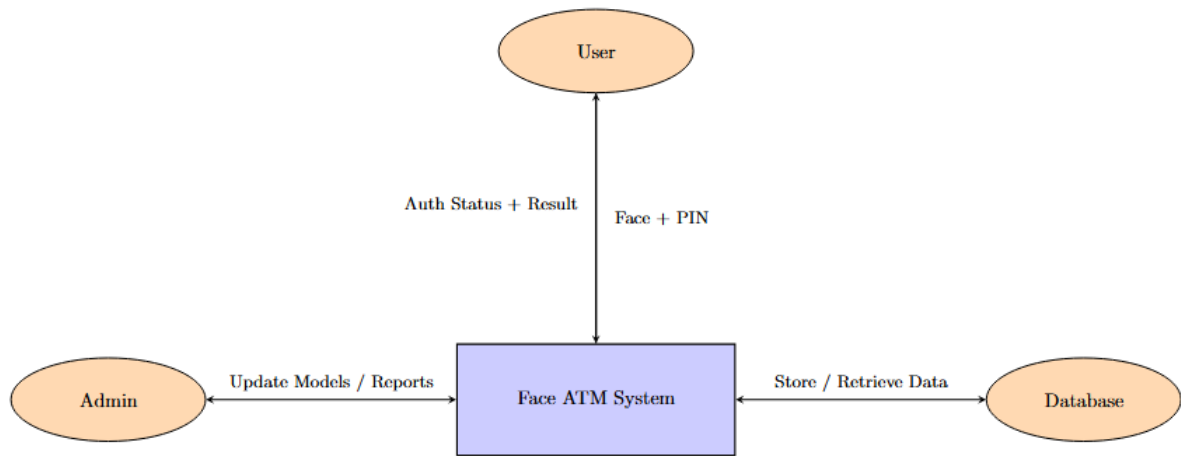 User
Auth Status + Result
Face + PIN
Admin
Update Models / Reports
Face ATM System
Store / Retrieve Data
Database